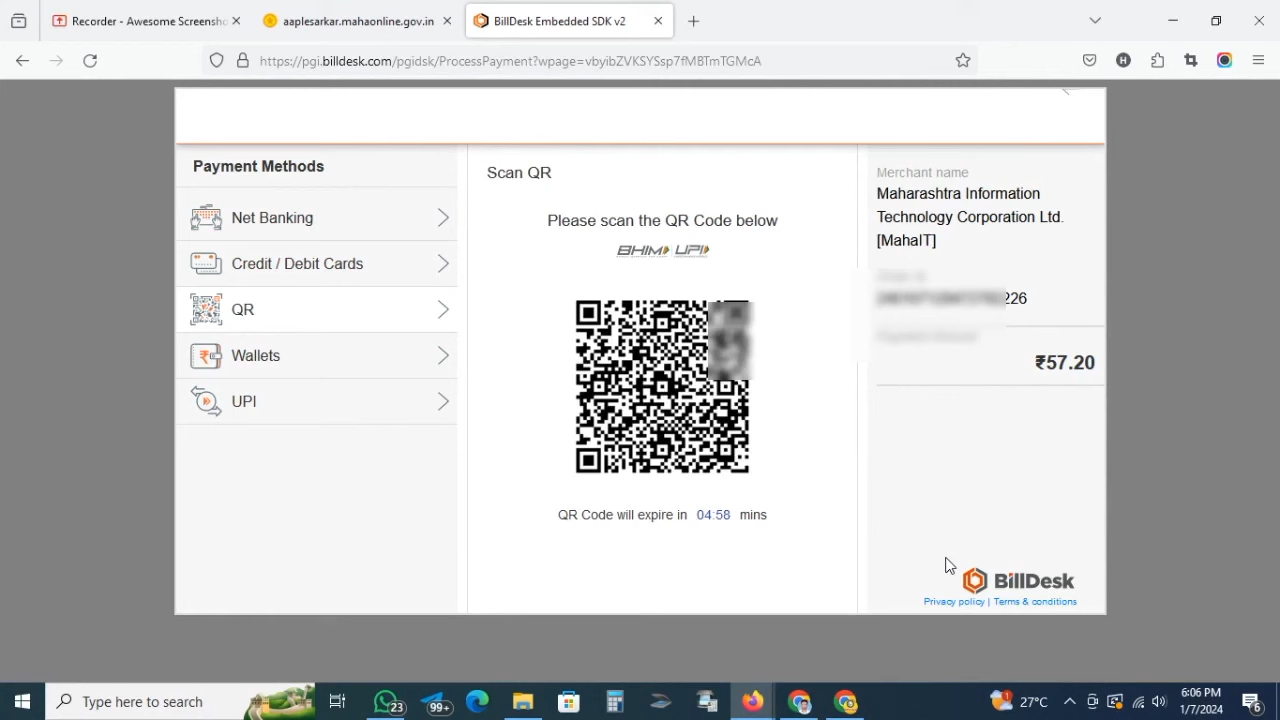 Recorder - Awesome Screensho
aaplesarkar.mahaonline.gov.in
BillDesk Embedded SDK v2
https://pgi.billdesk.com/pgidsk/ProcessPayment?wpage=vbyibZVKSYSsp7fMBTmTGMcA
H
Payment Methods
Net Banking
Credit / Debit Cards
QR
Wallets
UPI
Scan QR
Please scan the QR Code below
BHIM UPI
QR Code will expire in 04:58 mins
Merchant name
Maharashtra Information
Technology Corporation Ltd.
[MahaIT]
226
₹57.20
BillDesk
Privacy policy | Terms & conditions
Type here to search
23
99+
1
27°C
6:06 PM
1/7/2024
6